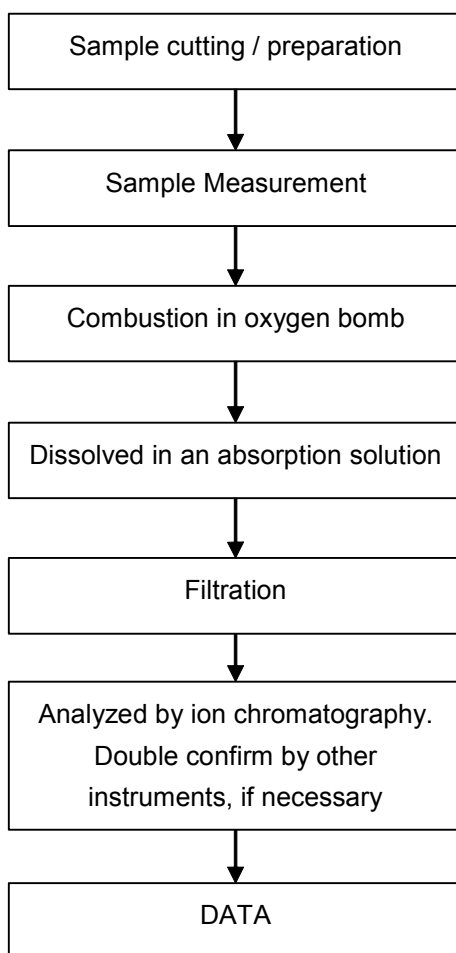 Sample cutting / preparation
Sample Measurement
Combustion in oxygen bomb
Dissolved in an absorption solution
Filtration
Analyzed by ion chromatography.
Double confirm by other
instruments, if necessary
DATA